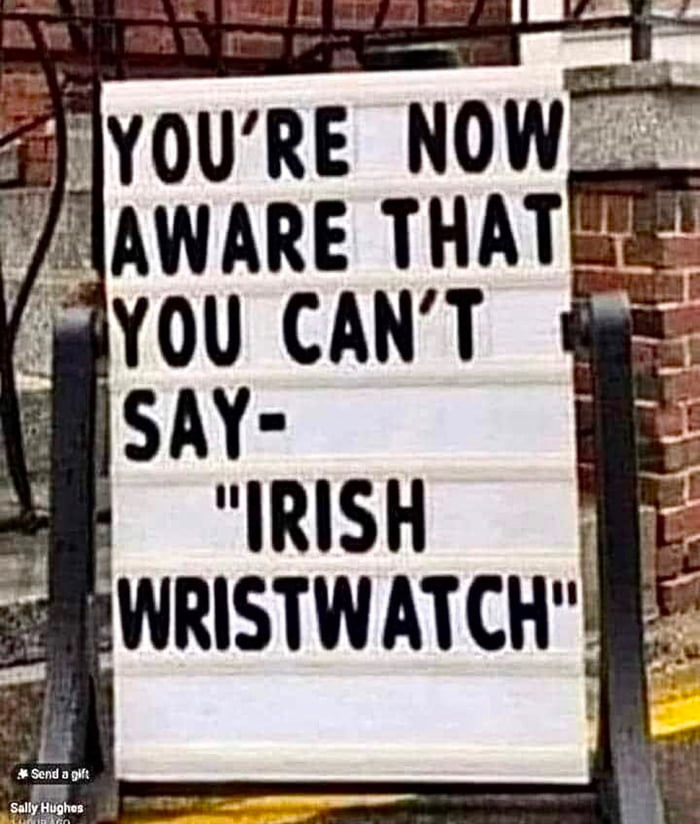 YOU'RE NOW
AWARE THAT
YOU CAN'T
SAY-
"IRISH
WRISTWATCH"
Send a gift
Sally Hughes